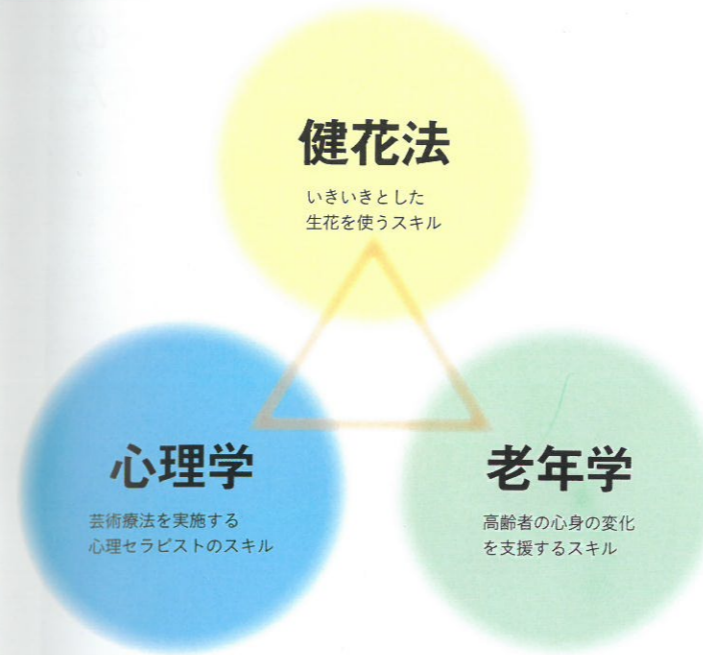 健花法
いきいきとした
生花を使うスキル
心理学
芸術療法を実施する
心理セラピストのスキル
老年学
高齢者の心身の変化
を支援するスキル